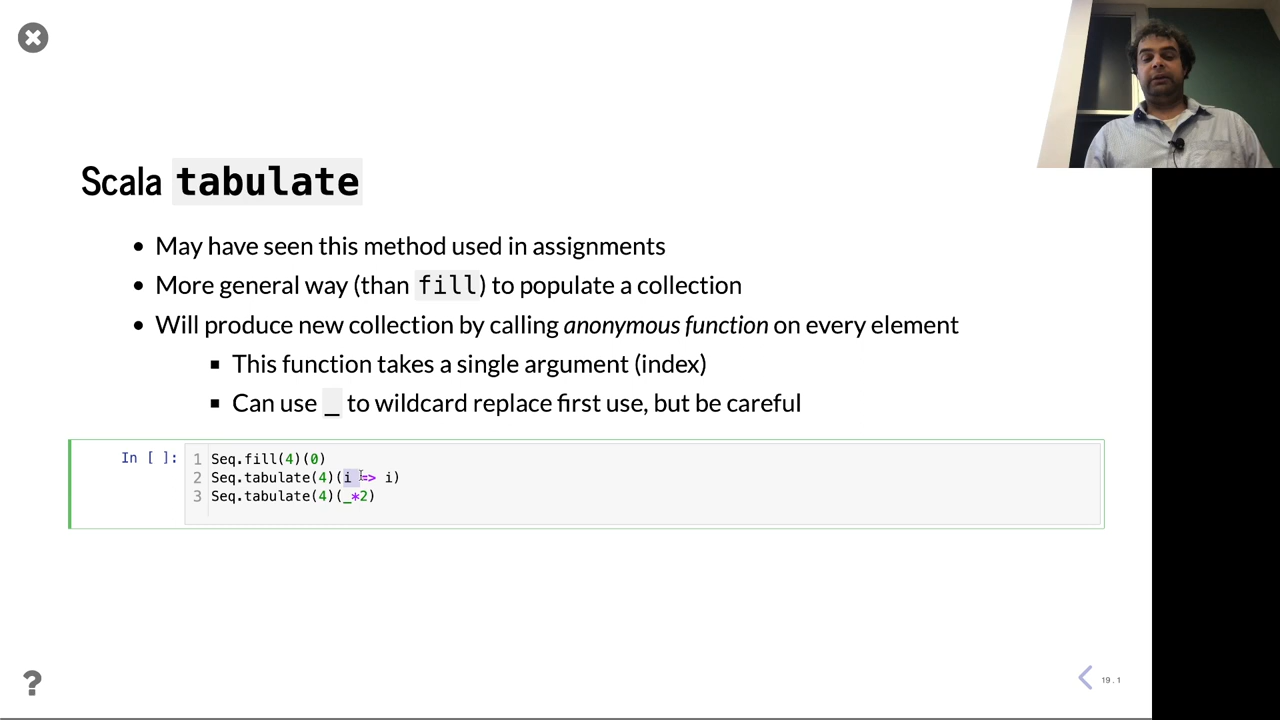 Scala tabulate
• May have seen this method used in assignments
• More general way (than fill) to populate a collection
• Will produce new collection by calling anonymous function on every element
▪ This function takes a single argument (index)
▪ Can use _ to wildcard replace first use, but be careful
In [ ]:
1 Seq.fill(4)(0)
2 Seq.tabulate(4)(i => i)
3 Seq.tabulate(4)(_*2)
?
19 . 1